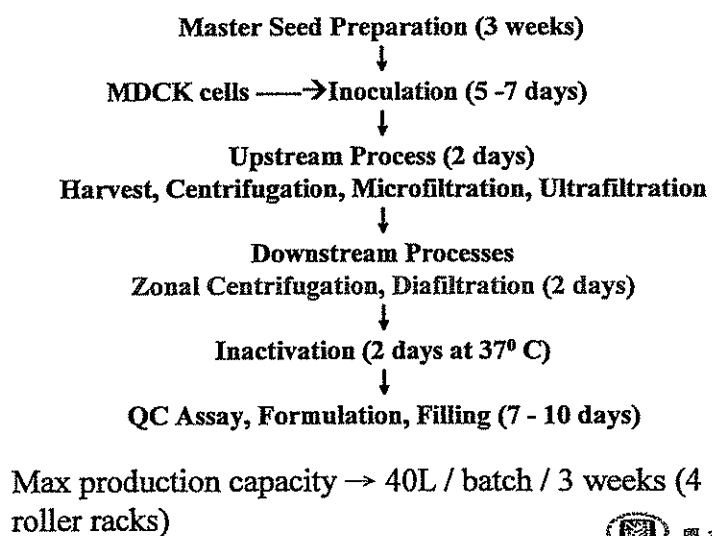 Master Seed Preparation (3 weeks)
↓
MDCK cells ——→Inoculation (5 -7 days)
↓
Upstream Process (2 days)
Harvest, Centrifugation, Microfiltration, Ultrafiltration
↓
Downstream Processes
Zonal Centrifugation, Diafiltration (2 days)
↓
Inactivation (2 days at 37⁰ C)
↓
QC Assay, Formulation, Filling (7 - 10 days)
Max production capacity → 40L / batch / 3 weeks (4
roller racks)